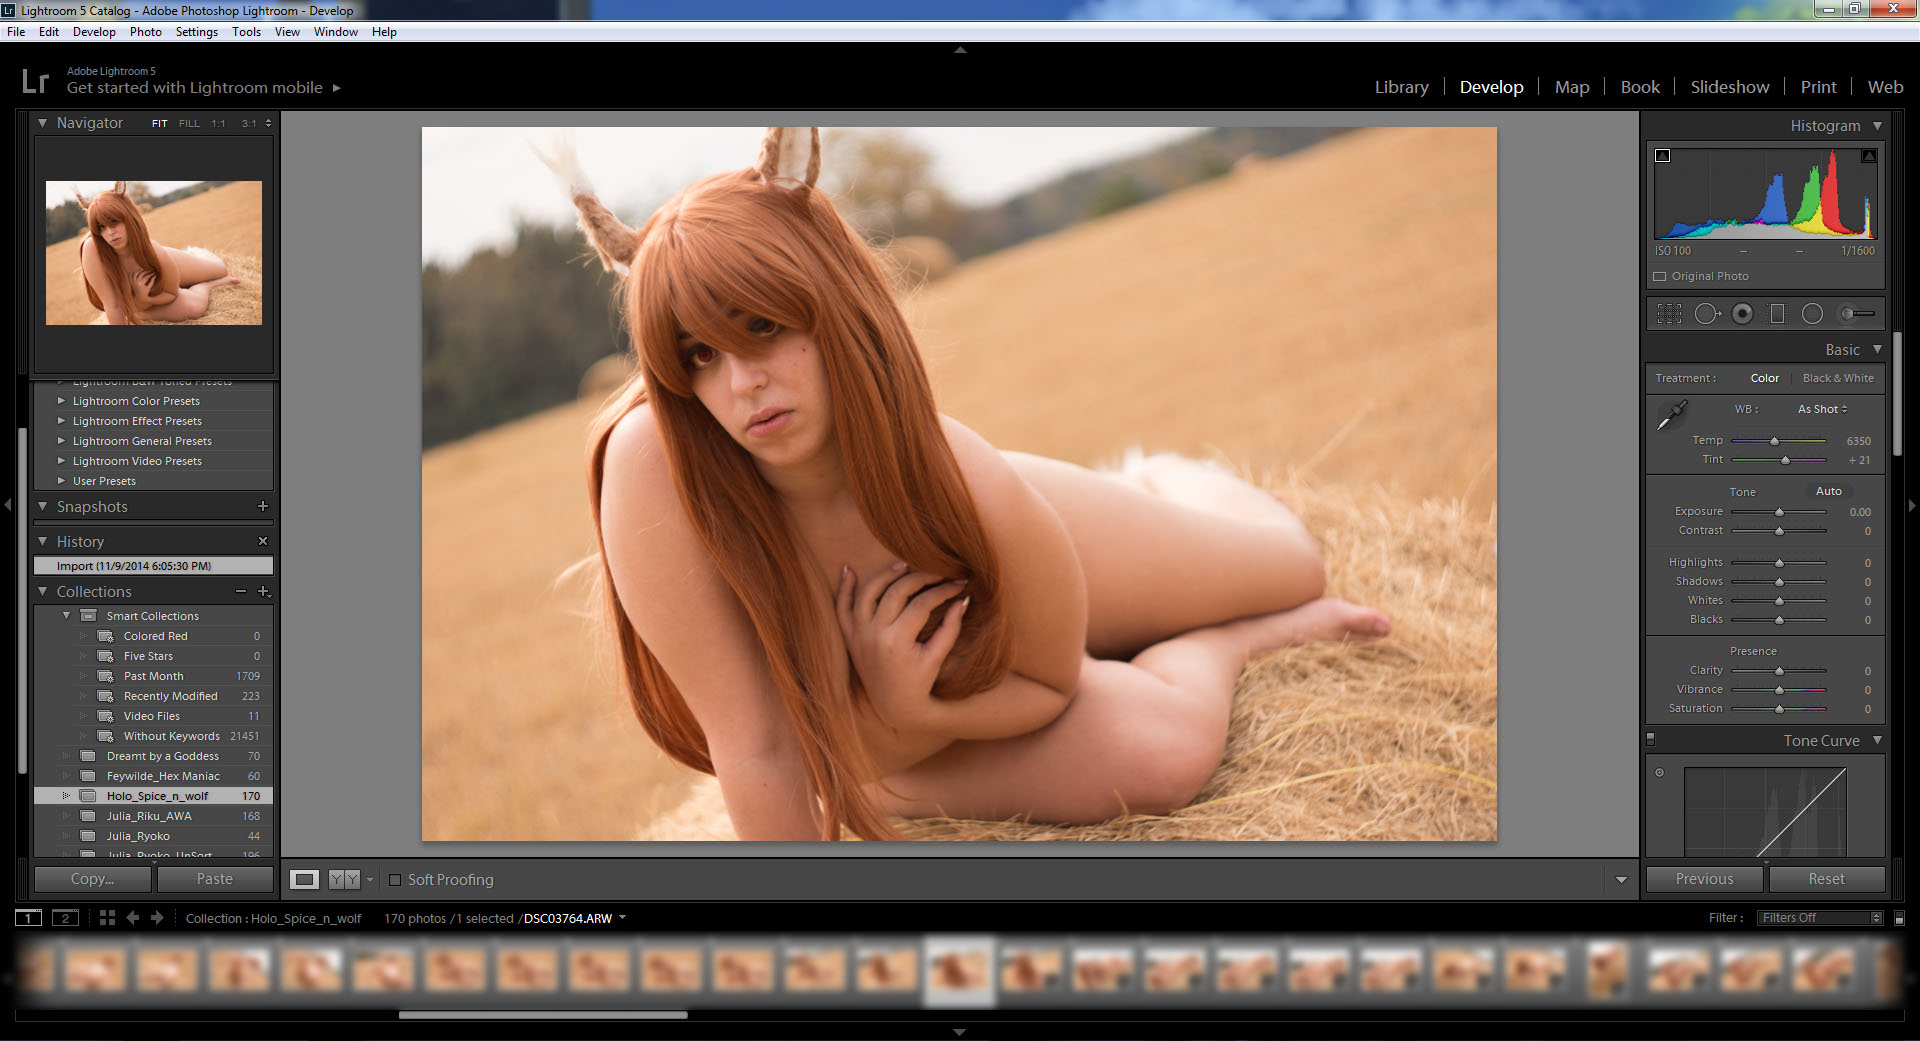 Lr Lightroom 5 Catalog - Adobe Photoshop Lightroom - Develop
File Edit Develop Photo Settings Tools View Window Help
Lr
Adobe Lightroom 5
Get started with Lightroom mobile
Library Develop Map Book Slideshow Print Web
Navigator FIT FILL 1:1 3:1
Lightroom B&W Toned Presets
Lightroom Color Presets
Lightroom Effect Presets
Lightroom General Presets
Lightroom Video Presets
User Presets
Snapshots
History
Import (11/9/2014 6:05:30 PM)
Collections
Smart Collections
Colored Red 0
Five Stars 0
Past Month 1709
Recently Modified 223
Video Files 11
Without Keywords 21451
Dreamt by a Goddess 70
Feywilde_Hex Maniac 60
Holo_Spice_n_wolf 170
Julia_Riku_AWA 168
Julia_Ryoko 44
Julia_Ryoko_UnSort 196
Copy... Paste
Histogram
ISO 100 – – 1/1600
Original Photo
Basic
Treatment : Color Black & White
WB : As Shot
Temp 6350
Tint + 21
Tone Auto
Exposure 0.00
Contrast 0
Highlights 0
Shadows 0
Whites 0
Blacks 0
Presence
Clarity 0
Vibrance 0
Saturation 0
Tone Curve
Previous Reset
YY Soft Proofing
1 2 Collection : Holo_Spice_n_wolf 170 photos /1 selected /DSC03764.ARW
Filter : Filters Off